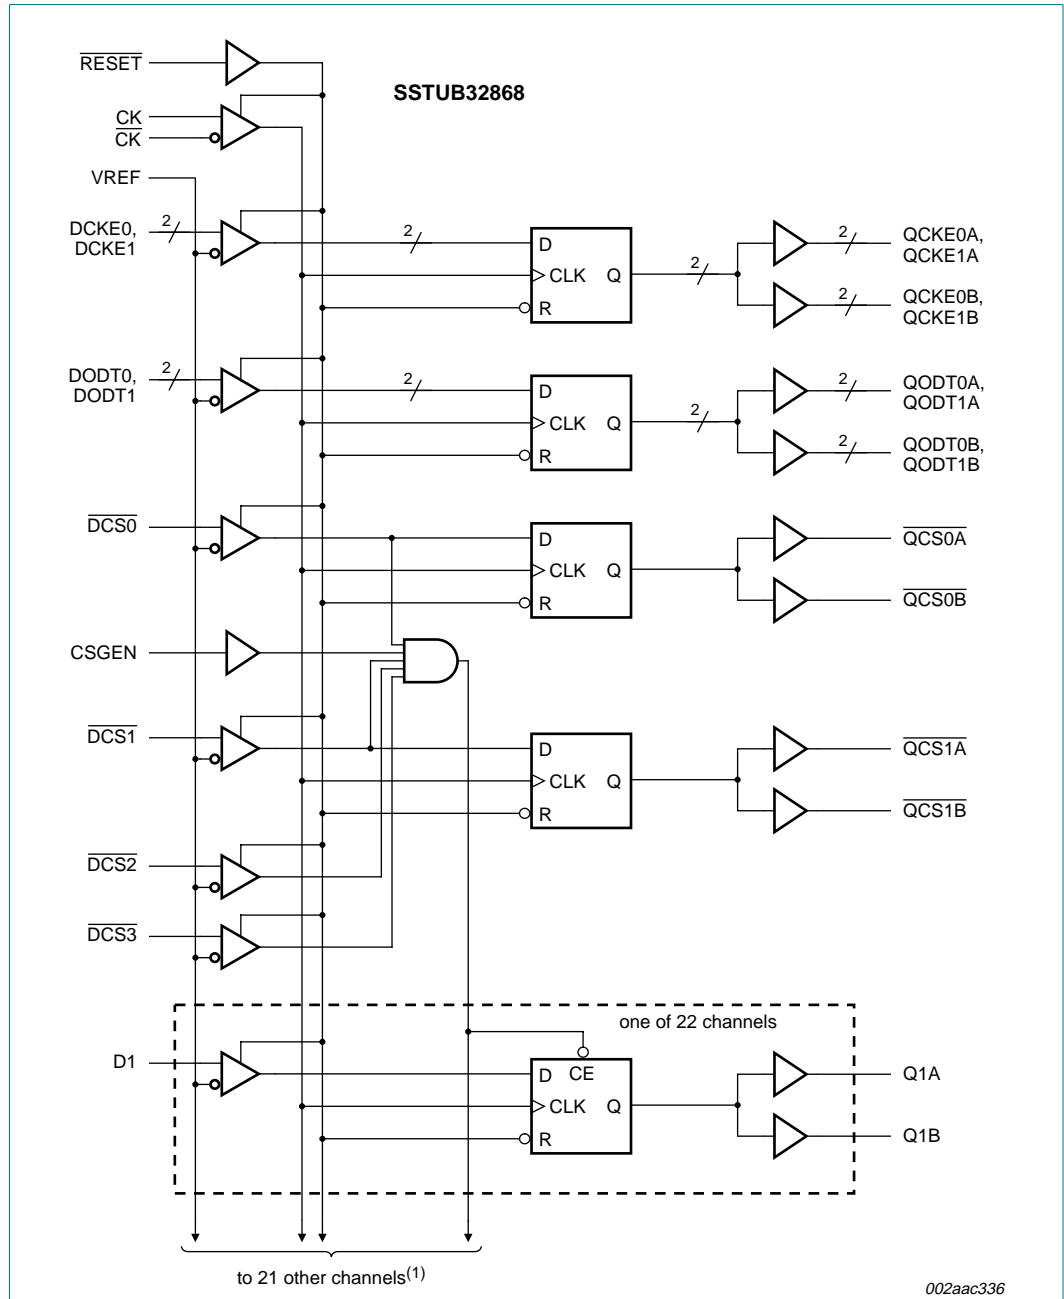 RESET
SSTUB32868
CK
CK
VREF
DCKE0,
DCKE1
2
2
D
CLK
R
Q
2
2
QCKE0A,
QCKE1A
2
QCKE0B,
QCKE1B
DODT0,
DODT1
2
2
D
CLK
R
Q
2
2
QODT0A,
QODT1A
2
QODT0B,
QODT1B
DCS0
D
CLK
R
Q
QCS0A
QCS0B
CSGEN
DCS1
D
CLK
R
Q
QCS1A
QCS1B
DCS2
DCS3
one of 22 channels
D1
D
CE
CLK
R
Q
Q1A
Q1B
to 21 other channels(1)
002aac336